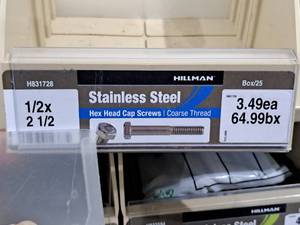 H831728
1/2x
2 1/2
HILLMAN
Stainless Steel
Hex Head Cap Screws | Coarse Thread
Box/25
3.49ea
64.99bx
HILLMAN